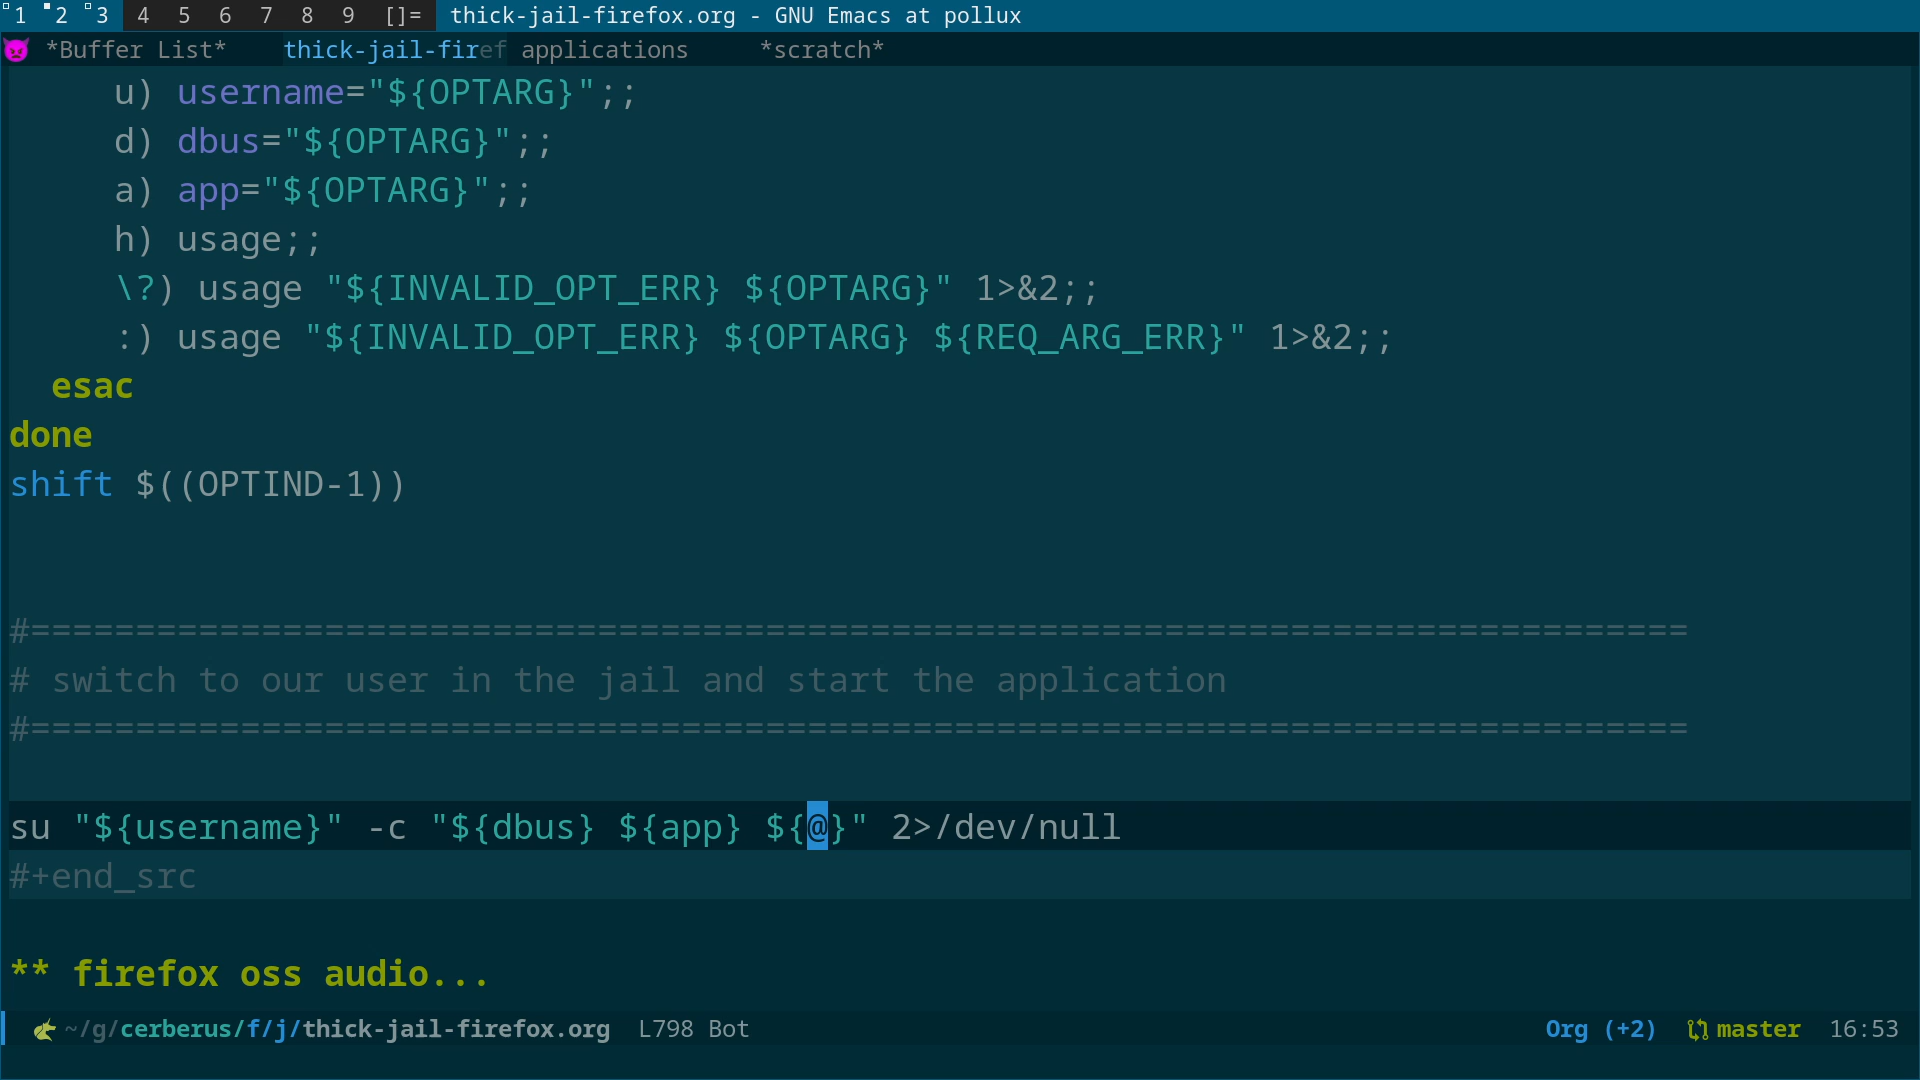 1 2 3 4 5 6 7 8 9 []= thick-jail-firefox.org - GNU Emacs at pollux
*Buffer List* thick-jail-firef applications *scratch*
u) username="${OPTARG}";;
d) dbus="${OPTARG}";;
a) app="${OPTARG}";;
h) usage;;
\?) usage "${INVALID_OPT_ERR} ${OPTARG}" 1>&2;;
:) usage "${INVALID_OPT_ERR} ${OPTARG} ${REQ_ARG_ERR}" 1>&2;;
esac
done
shift $((OPTIND-1))
#===============================================================================
# switch to our user in the jail and start the application
#===============================================================================
su "${username}" -c "${dbus} ${app} ${@}" 2>/dev/null
#+end_src
** firefox oss audio...
~/g/cerberus/f/j/thick-jail-firefox.org L798 Bot Org (+2) master 16:53